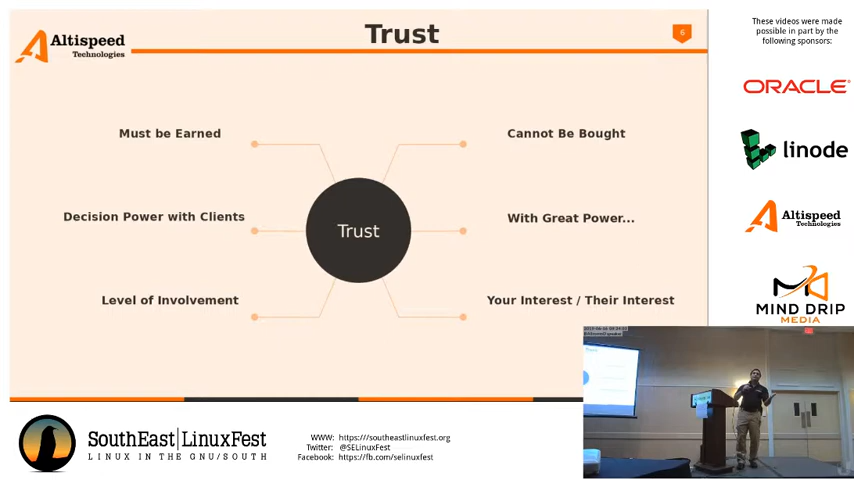 Altispeed
Technologies
Trust
6
Must be Earned
Cannot Be Bought
Decision Power with Clients
Trust
With Great Power...
Level of Involvement
Your Interest / Their Interest
These videos were made
possible in part by the
following sponsors:
ORACLE®
linode
Altispeed
Technologies
MIND DRIP
MEDIA
SouthEast|LinuxFest
LINUX IN THE GNU/SOUTH
WWW: https://southeastlinuxfest.org
Twitter: @SELinuxFest
Facebook: https://fb.com/selinuxfest